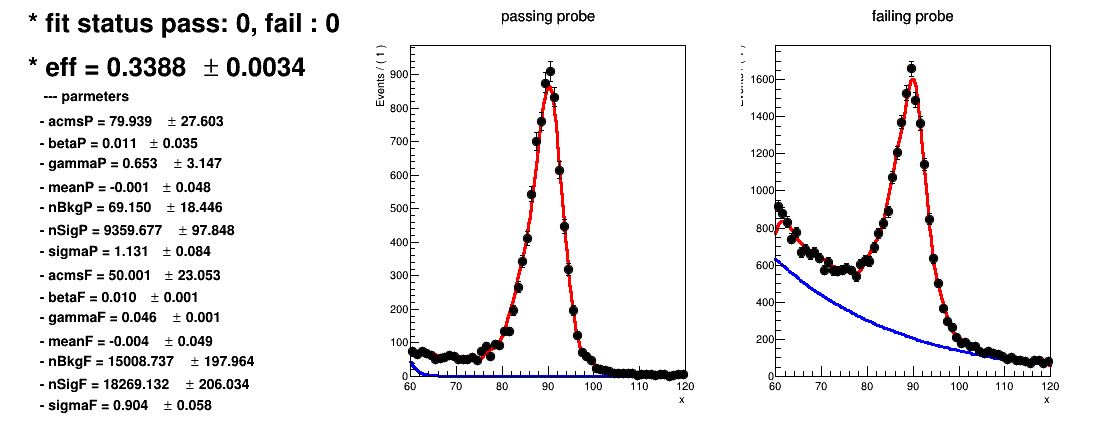 * fit status pass: 0, fail : 0
* eff = 0.3388 ± 0.0034
--- parmeters
- acmsP = 79.939 ± 27.603
- betaP = 0.011 ± 0.035
- gammaP = 0.653 ± 3.147
- meanP = -0.001 ± 0.048
- nBkgP = 69.150 ± 18.446
- nSigP = 9359.677 ± 97.848
- sigmaP = 1.131 ± 0.084
- acmsF = 50.001 ± 23.053
- betaF = 0.010 ± 0.001
- gammaF = 0.046 ± 0.001
- meanF = -0.004 ± 0.049
- nBkgF = 15008.737 ± 197.964
- nSigF = 18269.132 ± 206.034
- sigmaF = 0.904 ± 0.058
passing probe
Events / ( 1 )
900
800
700
600
500
400
300
200
100
0
60 70 80 90 100 110 120
x
failing probe
1600
1400
1200
1000
800
600
400
200
0
60 70 80 90 100 110 120
x